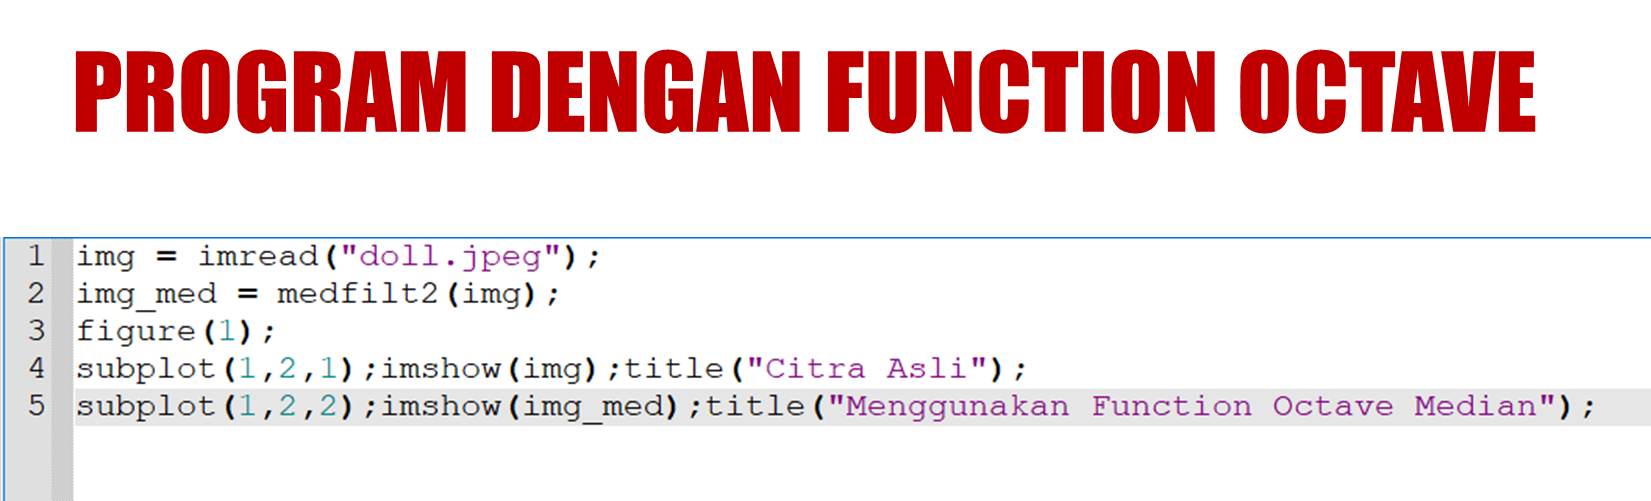 PROGRAM DENGAN FUNCTION OCTAVE
1 img = imread("doll.jpeg");
2 img_med = medfilt2(img);
3 figure(1);
4 subplot(1,2,1);imshow(img);title("Citra Asli");
5 subplot(1,2,2);imshow(img_med);title("Menggunakan Function Octave Median");